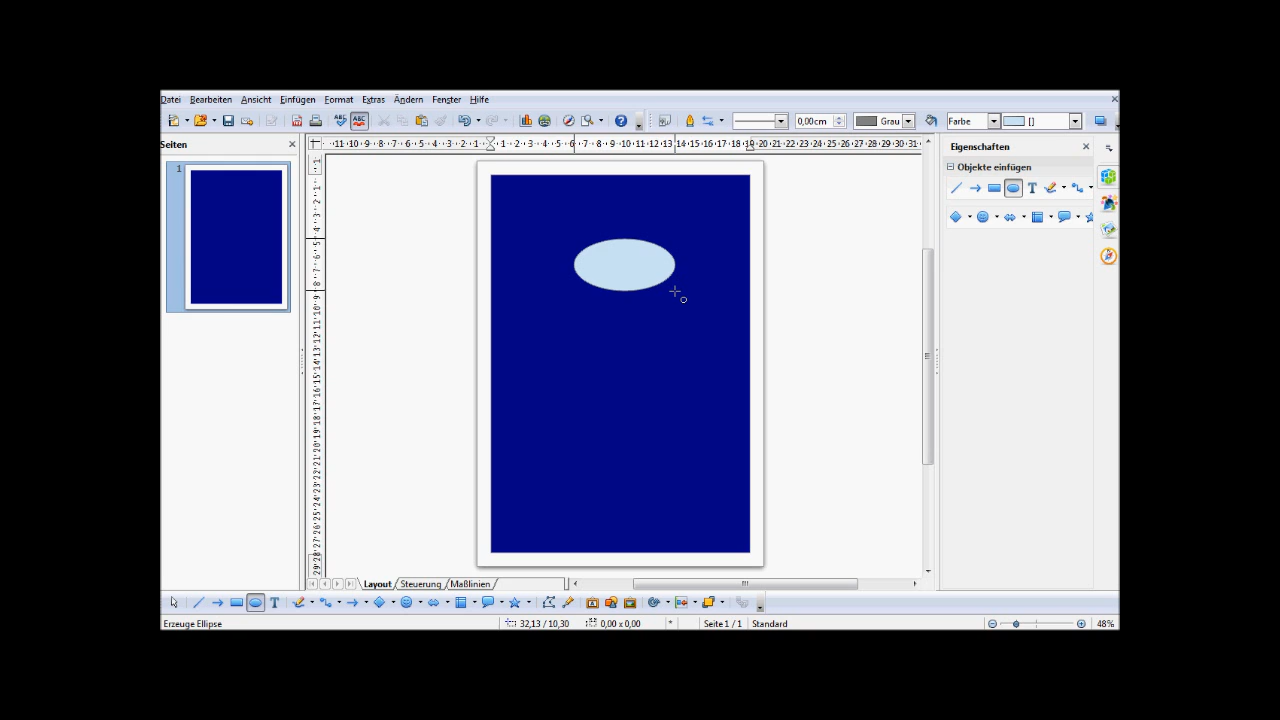 Datei Bearbeiten Ansicht Einfügen Format Extras Ändern Fenster Hilfe
0,00cm Grau Farbe []
Seiten
1
Eigenschaften
Objekte einfügen
Layout Steuerung Maßlinien
Erzeuge Ellipse 32,13 / 10,30 0,00 x 0,00 * Seite 1 / 1 Standard 48%